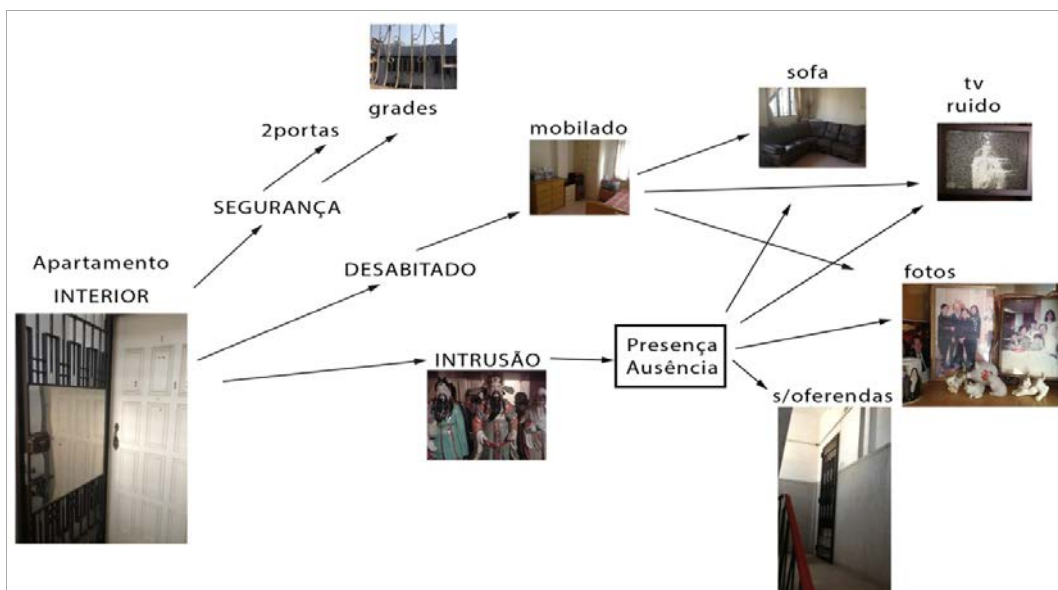 grades
2portas
SEGURANÇA
Apartamento
INTERIOR
DESABITADO
mobilado
sofa
tv
ruido
fotos
INTRUSÃO
Presença
Ausência
s/oferendas